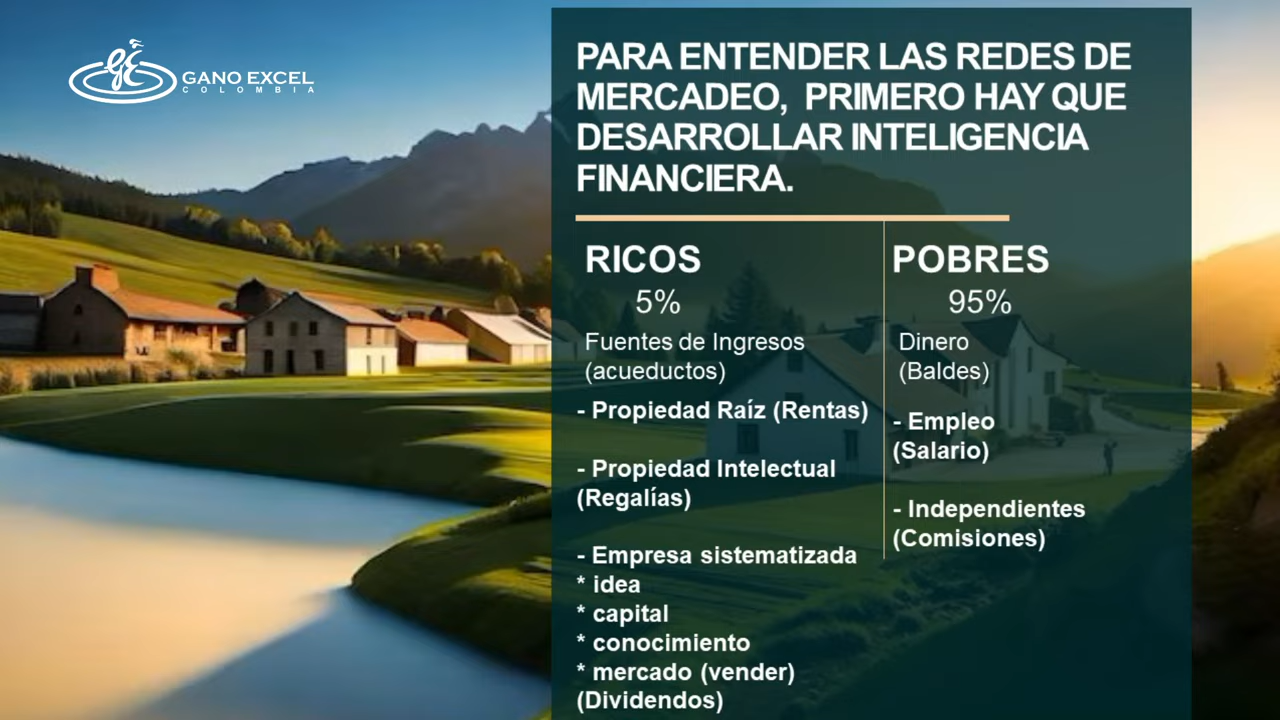 GANO EXCEL
COLOMBIA
PARA ENTENDER LAS REDES DE
MERCADEO, PRIMERO HAY QUE
DESARROLLAR INTELIGENCIA
FINANCIERA.
RICOS
5%
Fuentes de Ingresos
(acueductos)
- Propiedad Raíz (Rentas)
- Propiedad Intelectual
(Regalías)
- Empresa sistematizada
* idea
* capital
* conocimiento
* mercado (vender)
(Dividendos)
POBRES
95%
Dinero
(Baldes)
- Empleo
(Salario)
- Independientes
(Comisiones)